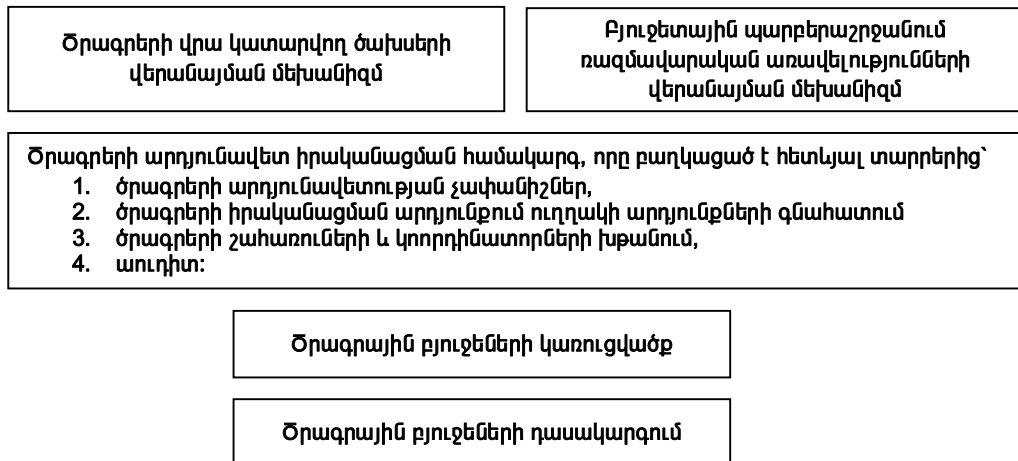 Ծրագրերի վրա կատարվող ծախսերի
վերանայման մեխանիզմ
Բյուջետային պարբերաշրջանում
ռազմավարական առավելությունների
վերանայման մեխանիզմ
Ծրագրերի արդյունավետ իրականացման համակարգ, որը բաղկացած է հետևյալ տարրերից՝
1. ծրագրերի արդյունավետության չափանիշներ,
2. ծրագրերի իրականացման արդյունքում ուղղակի արդյունքների գնահատում
3. ծրագրերի շահառուների և կոորդինատորների խթանում,
4. աուդիտ:
Ծրագրային բյուջեների կառուցվածք
Ծրագրային բյուջեների դասակարգում